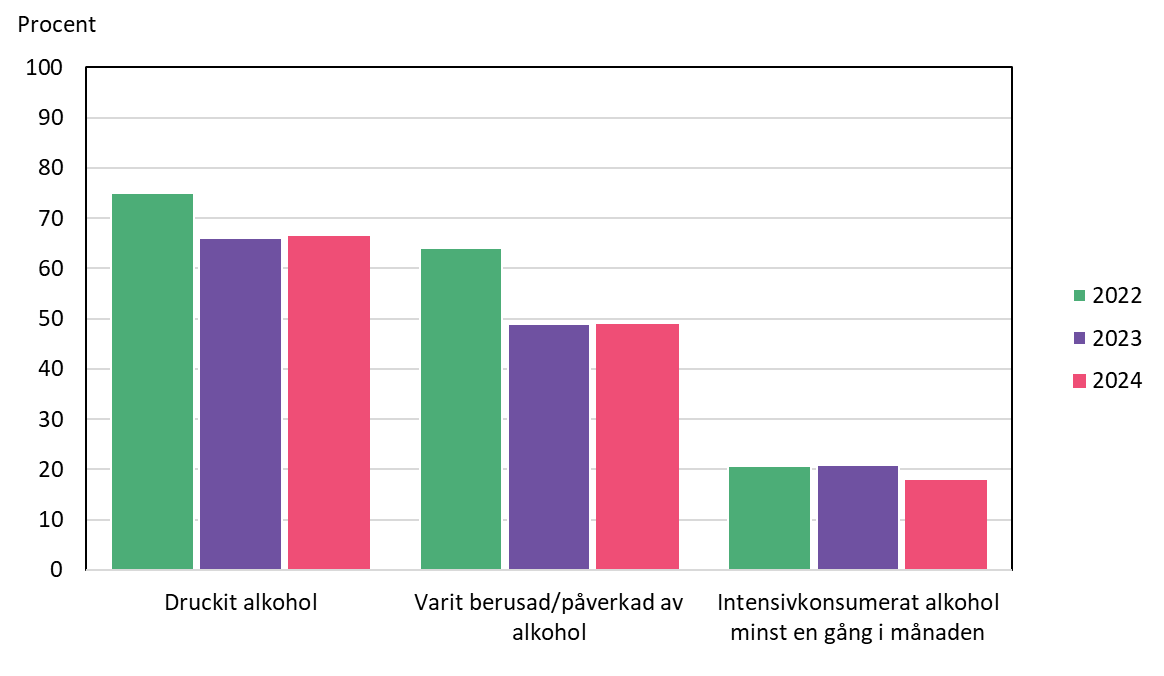 Procent
100
90
80
70
60
50
40
30
20
10
0
Druckit alkohol
Varit berusad/påverkad av
alkohol
Intensivkonsumerat alkohol
minst en gång i månaden
2022
2023
2024